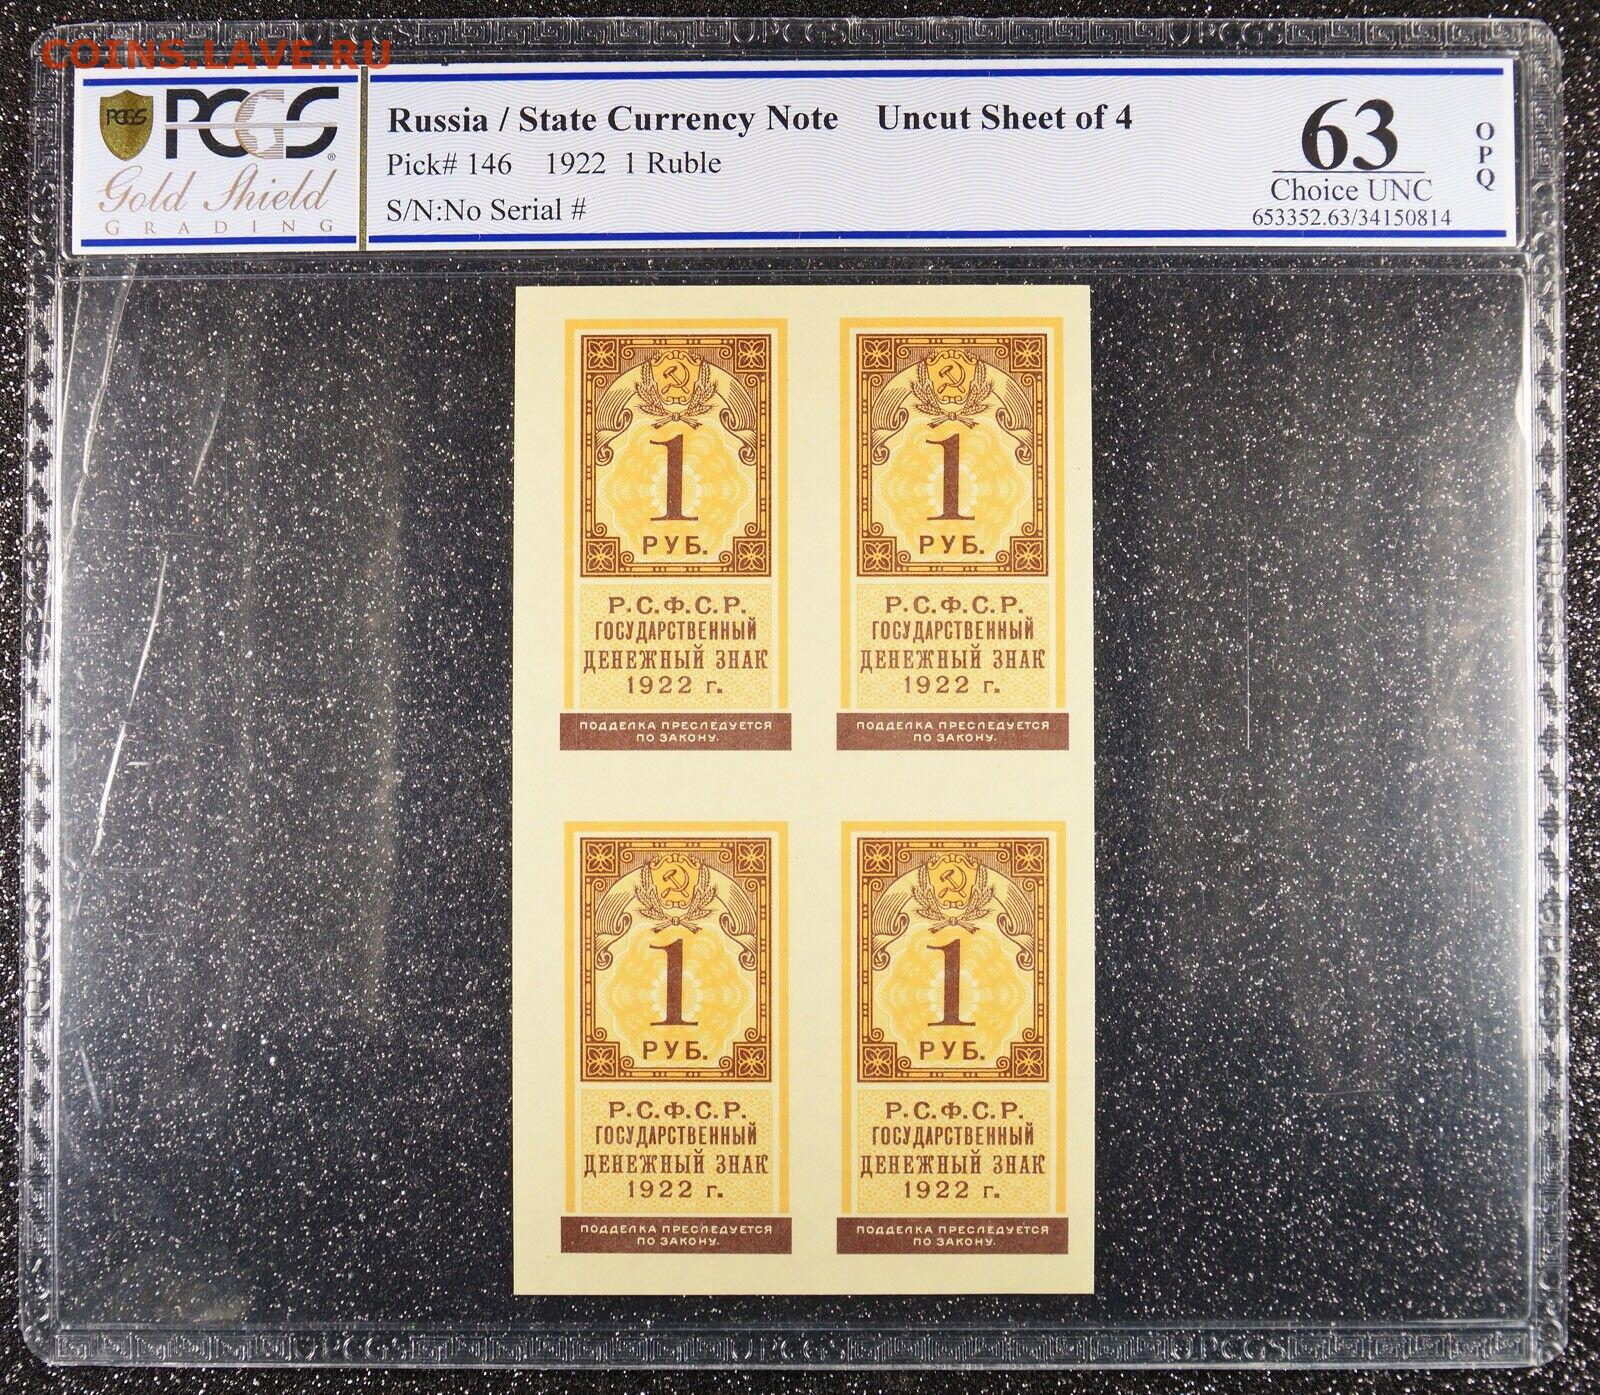 COINS.LAVE.RU
PCGS
PCGS
Gold Shield
GRADING
Russia / State Currency Note Uncut Sheet of 4
Pick# 146 1922 1 Ruble
S/N:No Serial #
63
Choice UNC
653352.63/34150814
OPQ
1
РУБ.
Р.С.Ф.С.Р.
ГОСУДАРСТВЕННЫЙ
ДЕНЕЖНЫЙ ЗНАК
1922 г.
ПОДДЕЛКА ПРЕСЛЕДУЕТСЯ
ПО ЗАКОНУ.
1
РУБ.
Р.С.Ф.С.Р.
ГОСУДАРСТВЕННЫЙ
ДЕНЕЖНЫЙ ЗНАК
1922 г.
ПОДДЕЛКА ПРЕСЛЕДУЕТСЯ
ПО ЗАКОНУ.
1
РУБ.
Р.С.Ф.С.Р.
ГОСУДАРСТВЕННЫЙ
ДЕНЕЖНЫЙ ЗНАК
1922 г.
ПОДДЕЛКА ПРЕСЛЕДУЕТСЯ
ПО ЗАКОНУ.
1
РУБ.
Р.С.Ф.С.Р.
ГОСУДАРСТВЕННЫЙ
ДЕНЕЖНЫЙ ЗНАК
1922 г.
ПОДДЕЛКА ПРЕСЛЕДУЕТСЯ
ПО ЗАКОНУ.